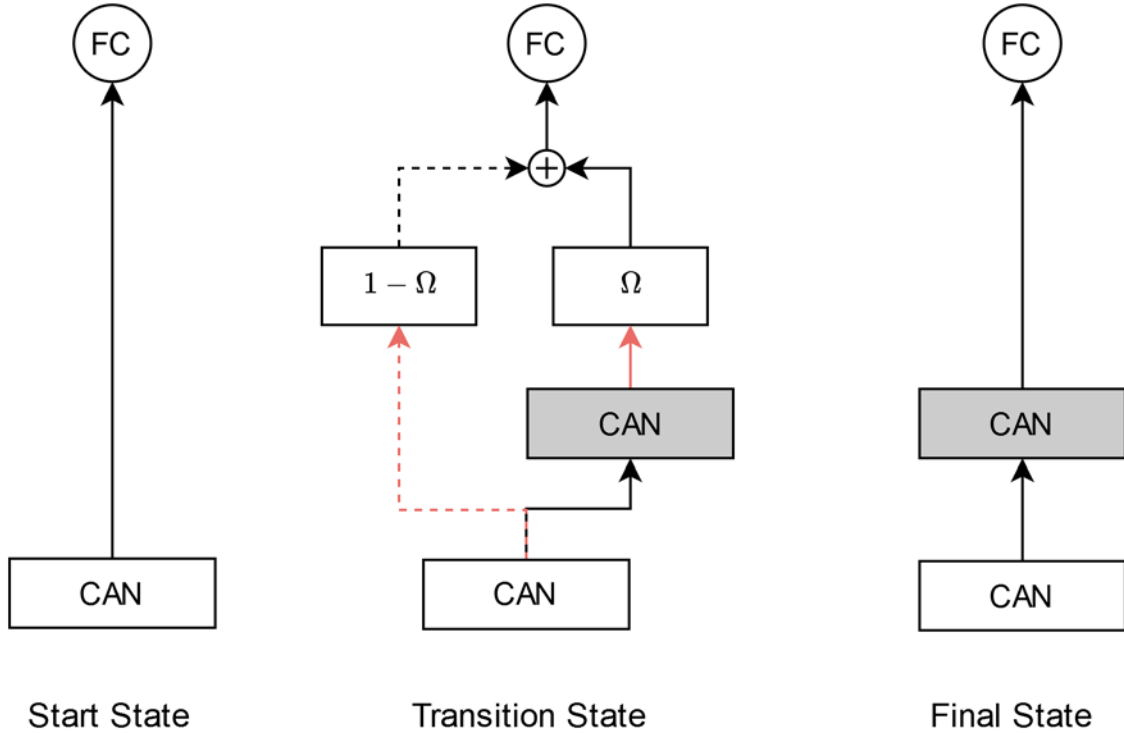 FC
FC
FC
+
1 − Ω
Ω
CAN
CAN
CAN
CAN
CAN
Start State
Transition State
Final State